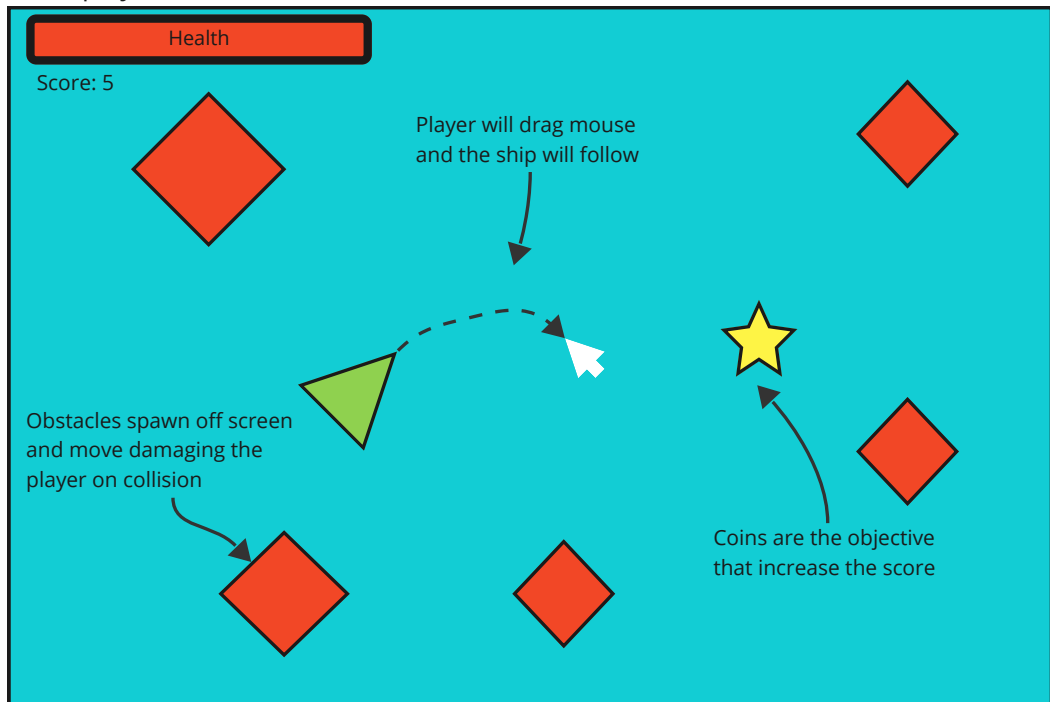 Health
Score: 5
Player will drag mouse
and the ship will follow
Obstacles spawn off screen
and move damaging the
player on collision
Coins are the objective
that increase the score